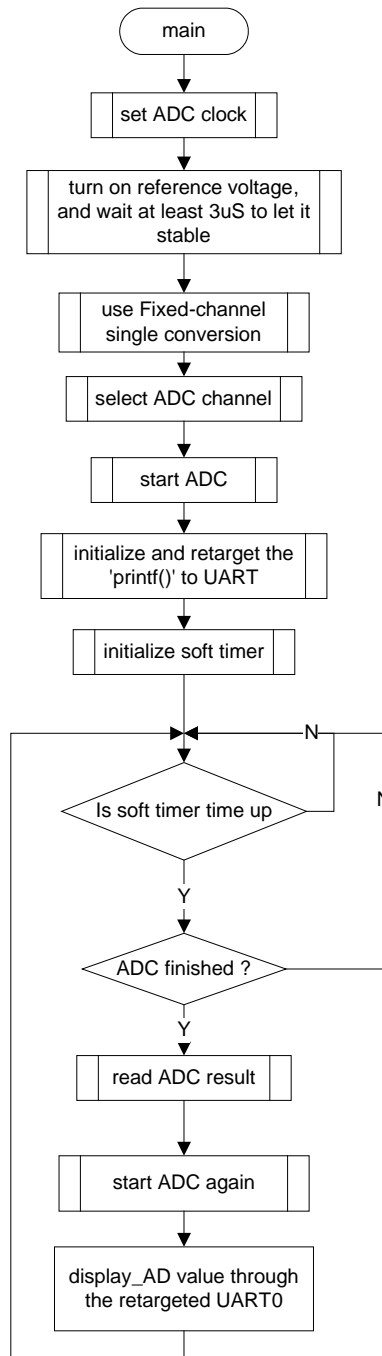 main
set ADC clock
turn on reference voltage,
and wait at least 3uS to let it
stable
use Fixed-channel
single conversion
select ADC channel
start ADC
initialize and retarget the
'printf()' to UART
initialize soft timer
N
N
Is soft timer time up
Y
ADC finished ?
Y
read ADC result
start ADC again
display_AD value through
the retargeted UART0